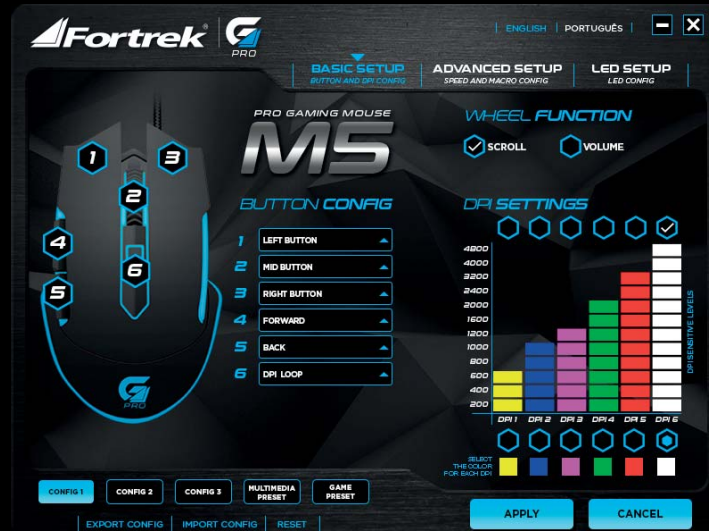 Fortrek G PRO
ENGLISH | PORTUGUÊS
BASIC SETUP
BUTTON AND DPI CONFIG
ADVANCED SETUP
SPEED AND MACRO CONFIG
LED SETUP
LED CONFIG
PRO GAMING MOUSE
M5
WHEEL FUNCTION
SCROLL
VOLUME
1
3
2
4
6
5
G
PRO
BUTTON CONFIG
1 LEFT BUTTON
2 MID BUTTON
3 RIGHT BUTTON
4 FORWARD
5 BACK
6 DPI LOOP
DPI SETTINGS
4800
4000
3200
2400
2000
1600
1200
1000
800
600
400
200
DPI SENSITIVE LEVELS
DPI 1 DPI 2 DPI 3 DPI 4 DPI 5 DPI 6
SELECT
THE COLOR
FOR EACH DPI
CONFIG 1
CONFIG 2
CONFIG 3
MULTIMEDIA
PRESET
GAME
PRESET
EXPORT CONFIG | IMPORT CONFIG | RESET
APPLY
CANCEL